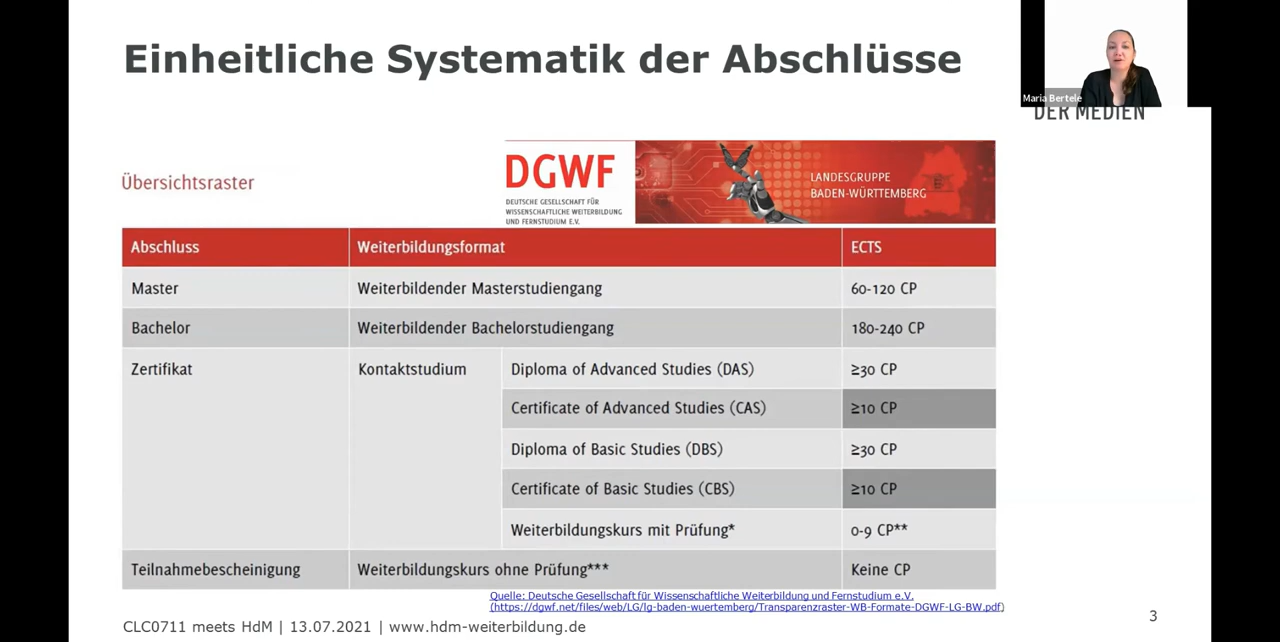 Einheitliche Systematik der Abschlüsse
Maria Bertele
DER MEDIEN
Übersichtsraster
DGWF
DEUTSCHE GESELLSCHAFT FÜR
WISSENSCHAFTLICHE WEITERBILDUNG
UND FERNSTUDIUM E.V.
LANDESGRUPPE
BADEN-WÜRTTEMBERG
Abschluss Weiterbildungsformat ECTS
Master Weiterbildender Masterstudiengang 60-120 CP
Bachelor Weiterbildender Bachelorstudiengang 180-240 CP
Zertifikat Kontaktstudium Diploma of Advanced Studies (DAS) ≥30 CP
Certificate of Advanced Studies (CAS) ≥10 CP
Diploma of Basic Studies (DBS) ≥30 CP
Certificate of Basic Studies (CBS) ≥10 CP
Weiterbildungskurs mit Prüfung* 0-9 CP**
Teilnahmebescheinigung Weiterbildungskurs ohne Prüfung*** Keine CP
Quelle: Deutsche Gesellschaft für Wissenschaftliche Weiterbildung und Fernstudium e.V.
(https://dgwf.net/files/web/LG/lg-baden-wuertemberg/Transparenzraster-WB-Formate-DGWF-LG-BW.pdf)
CLC0711 meets HdM | 13.07.2021 | www.hdm-weiterbildung.de
3